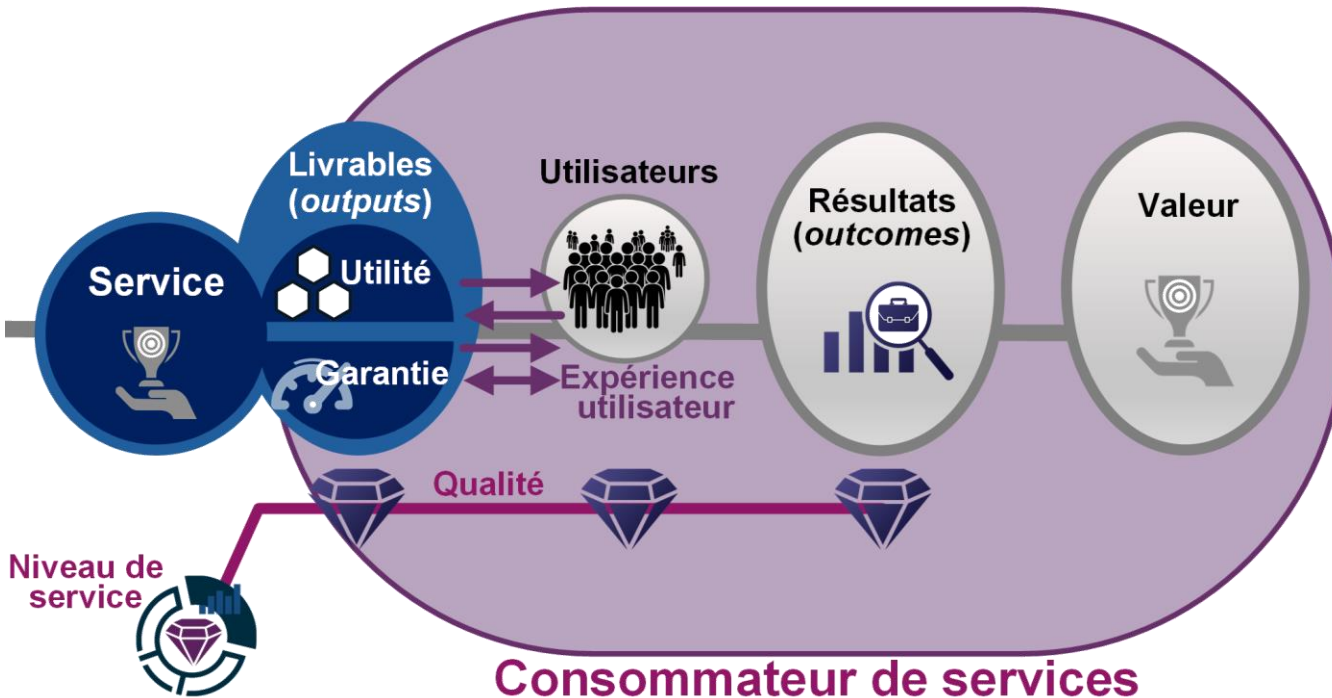 Livrables
(outputs)
Utilisateurs
Résultats
(outcomes)
Valeur
Service
Utilité
Garantie
Expérience
utilisateur
Qualité
Niveau de
service
Consommateur de services